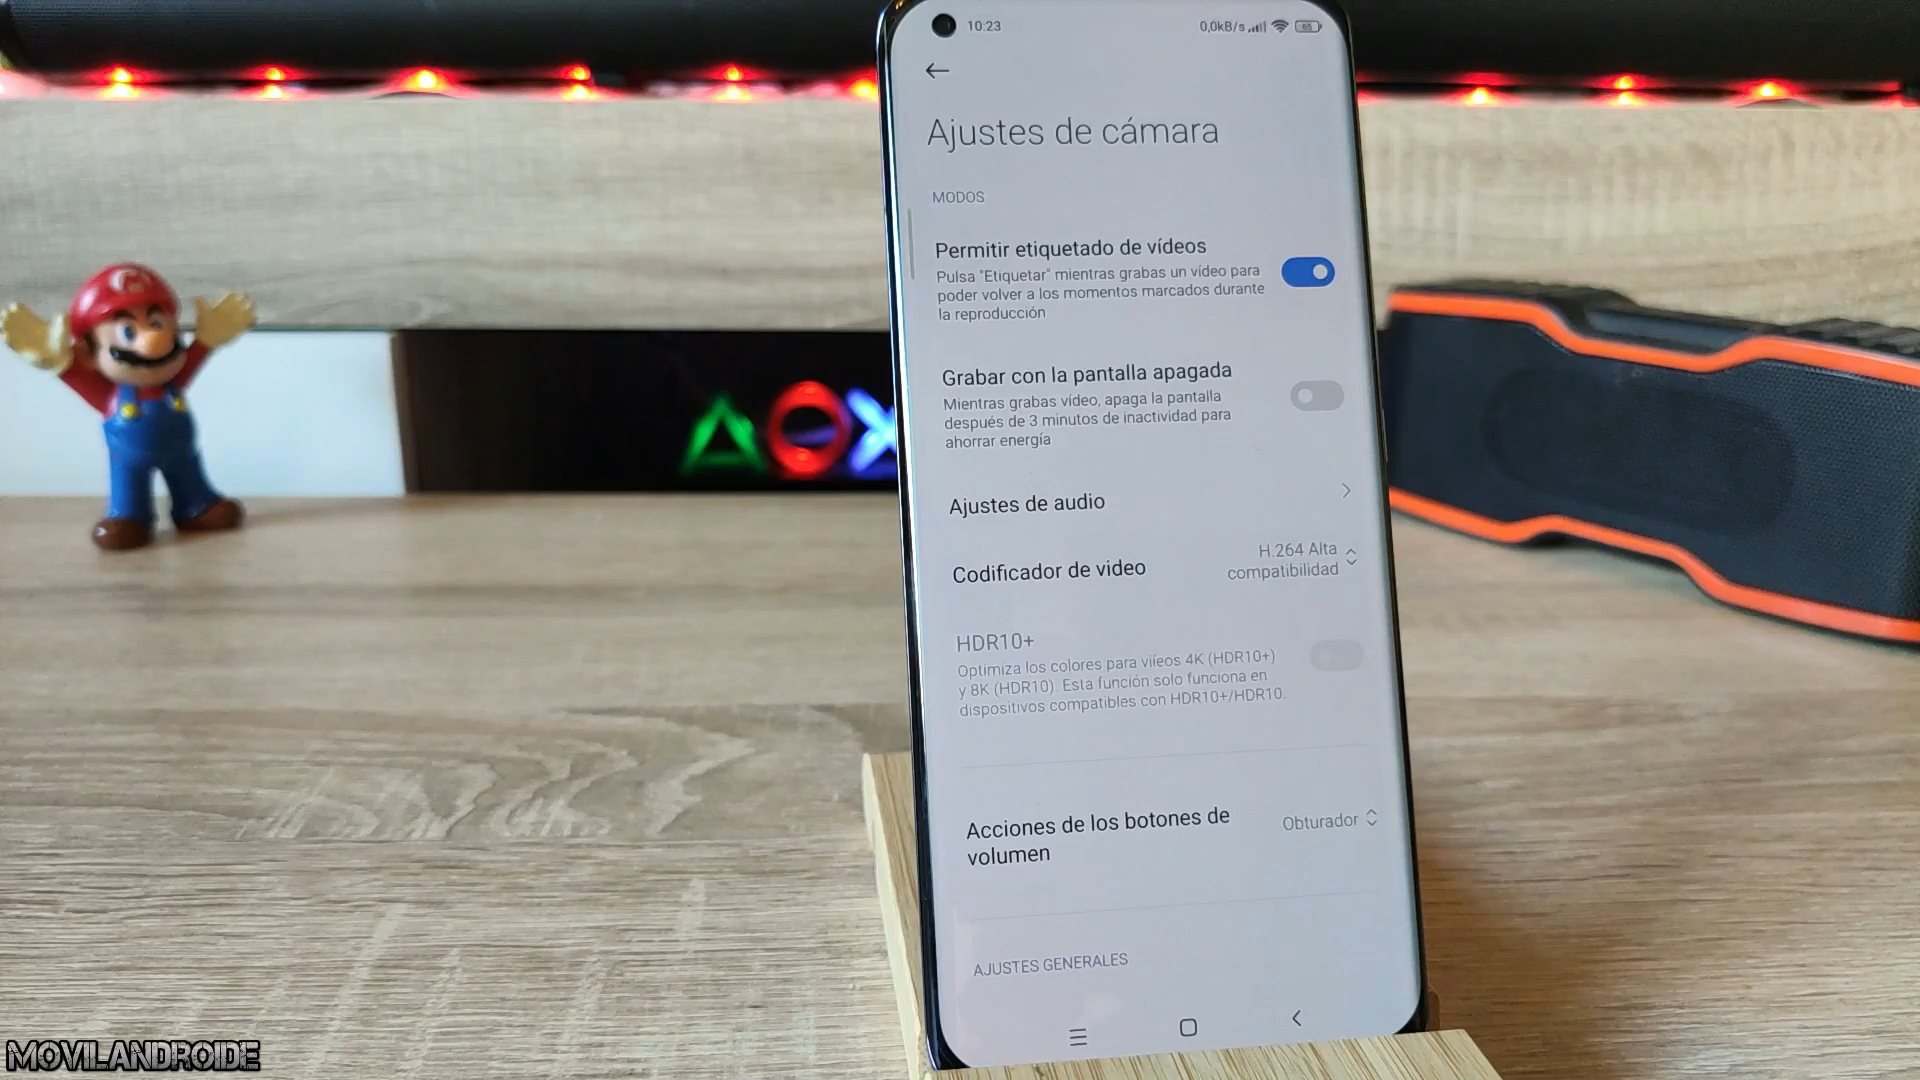 10:23
0,0kB/s
65
Ajustes de cámara
MODOS
Permitir etiquetado de vídeos
Pulsa "Etiquetar" mientras grabas un vídeo para
poder volver a los momentos marcados durante
la reproducción
Grabar con la pantalla apagada
Mientras grabas vídeo, apaga la pantalla
después de 3 minutos de inactividad para
ahorrar energía
Ajustes de audio
Codificador de video
H.264 Alta
compatibilidad
HDR10+
Optimiza los colores para viíeos 4K (HDR10+)
y 8K (HDR10). Esta función solo funciona en
dispositivos compatibles con HDR10+/HDR10.
Acciones de los botones de
volumen
Obturador
AJUSTES GENERALES
M
MOVILANDROIDE